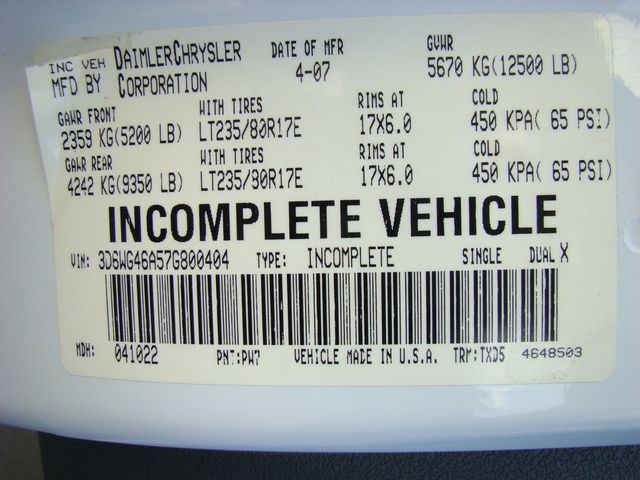 INC VEH DAIMLERCHRYSLER DATE OF MFR GVWR
MFD BY CORPORATION 4-07 5670 KG(12500 LB)
GAWR FRONT WITH TIRES RIMS AT COLD
2359 KG(5200 LB) LT235/80R17E 17X6.0 450 KPA( 65 PSI)
GAWR REAR WITH TIRES RIMS AT COLD
4242 KG(9350 LB) LT235/80R17E 17X6.0 450 KPA( 65 PSI)
INCOMPLETE VEHICLE
VIN: 3D6WG46A57G800404 TYPE: INCOMPLETE SINGLE DUAL X
MDH: 041022 PNT:PW7 VEHICLE MADE IN U.S.A. TRM:TXD5 4648503